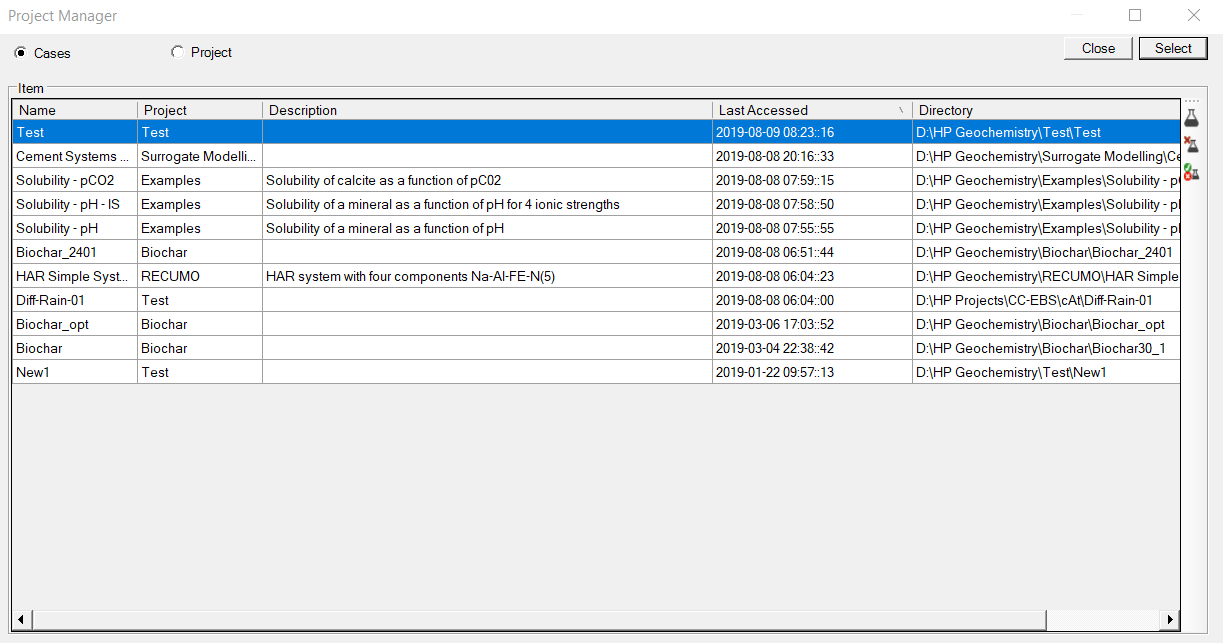 Project Manager
Cases Project Close Select
Item
Name Project Description Last Accessed Directory
Test Test 2019-08-09 08:23::16 D:\HP Geochemistry\Test\Test
Cement Systems ... Surrogate Modelli... 2019-08-08 20:16::33 D:\HP Geochemistry\Surrogate Modelling\Ce
Solubility - pCO2 Examples Solubility of calcite as a function of pC02 2019-08-08 07:59::15 D:\HP Geochemistry\Examples\Solubility - p
Solubility - pH - IS Examples Solubility of a mineral as a function of pH for 4 ionic strengths 2019-08-08 07:58::50 D:\HP Geochemistry\Examples\Solubility - p
Solubility - pH Examples Solubility of a mineral as a function of pH 2019-08-08 07:55::55 D:\HP Geochemistry\Examples\Solubility - p
Biochar_2401 Biochar 2019-08-08 06:51::44 D:\HP Geochemistry\Biochar\Biochar_2401
HAR Simple Syst... RECUMO HAR system with four components Na-Al-FE-N(5) 2019-08-08 06:04::23 D:\HP Geochemistry\RECUMO\HAR Simple
Diff-Rain-01 Test 2019-08-08 06:04::00 D:\HP Projects\CC-EBS\cAt\Diff-Rain-01
Biochar_opt Biochar 2019-03-06 17:03::52 D:\HP Geochemistry\Biochar\Biochar_opt
Biochar Biochar 2019-03-04 22:38::42 D:\HP Geochemistry\Biochar\Biochar30_1
New1 Test 2019-01-22 09:57::13 D:\HP Geochemistry\Test\New1